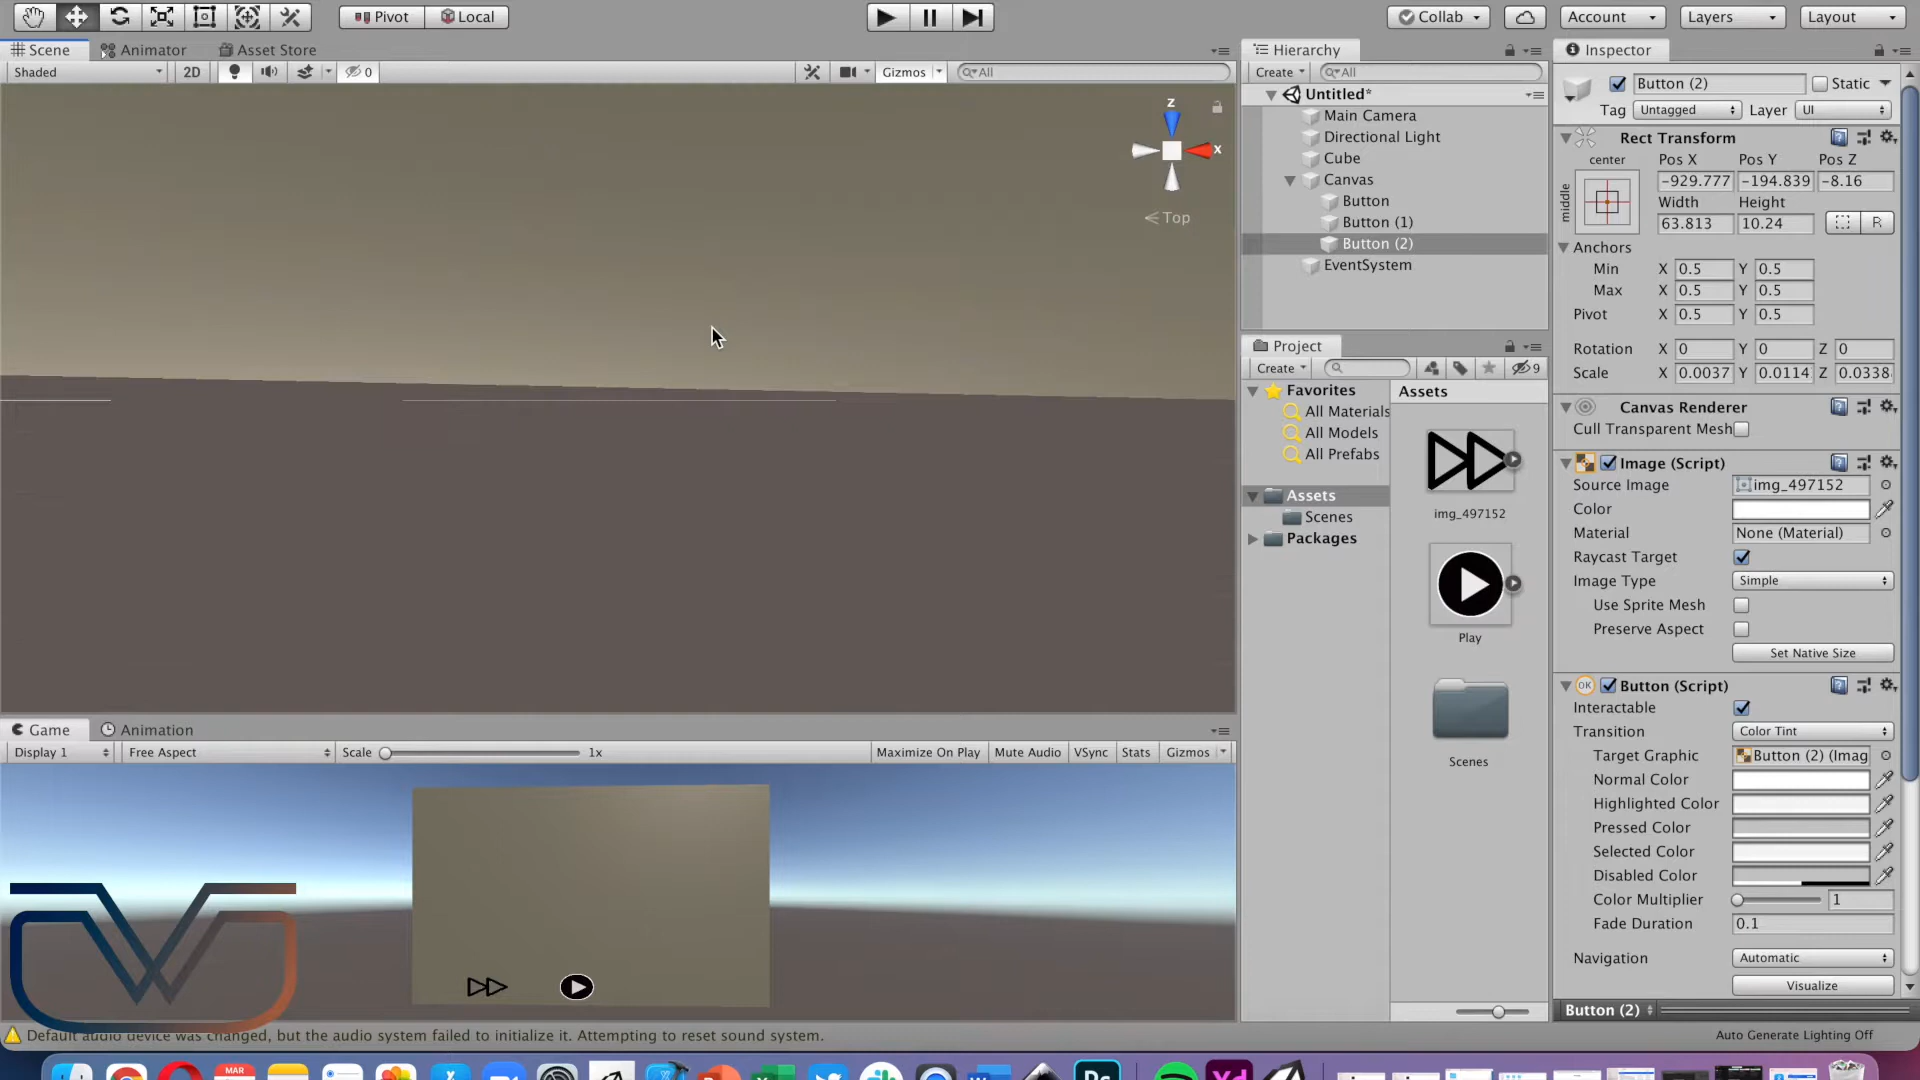 Pivot Local
Collab Account Layers Layout
Scene Animator Asset Store
Shaded 2D 0 Gizmos All
z
x
Top
Hierarchy
Create All
Untitled*
Main Camera
Directional Light
Cube
Canvas
Button
Button (1)
Button (2)
EventSystem
Project
Create 9
Favorites
All Materials
All Models
All Prefabs
Assets
Scenes
Packages
Assets
img_497152
Play
Scenes
Inspector
Button (2) Static
Tag Untagged Layer UI
Rect Transform
center Pos X Pos Y Pos Z
middle -929.777 -194.839 -8.16
Width Height
63.813 10.24 R
Anchors
Min X 0.5 Y 0.5
Max X 0.5 Y 0.5
Pivot X 0.5 Y 0.5
Rotation X 0 Y 0 Z 0
Scale X 0.0037 Y 0.0114 Z 0.0338
Canvas Renderer
Cull Transparent Mesh
Image (Script)
Source Image img_497152
Color
Material None (Material)
Raycast Target
Image Type Simple
Use Sprite Mesh
Preserve Aspect
Set Native Size
OK Button (Script)
Interactable
Transition Color Tint
Target Graphic Button (2) (Imag
Normal Color
Highlighted Color
Pressed Color
Selected Color
Disabled Color
Color Multiplier 1
Fade Duration 0.1
Navigation Automatic
Visualize
Button (2)
Game Animation
Display 1 Free Aspect Scale 1x Maximize On Play Mute Audio VSync Stats Gizmos
Default audio device was changed, but the audio system failed to initialize it. Attempting to reset sound system.
Auto Generate Lighting Off
MAR
Ps
Xd